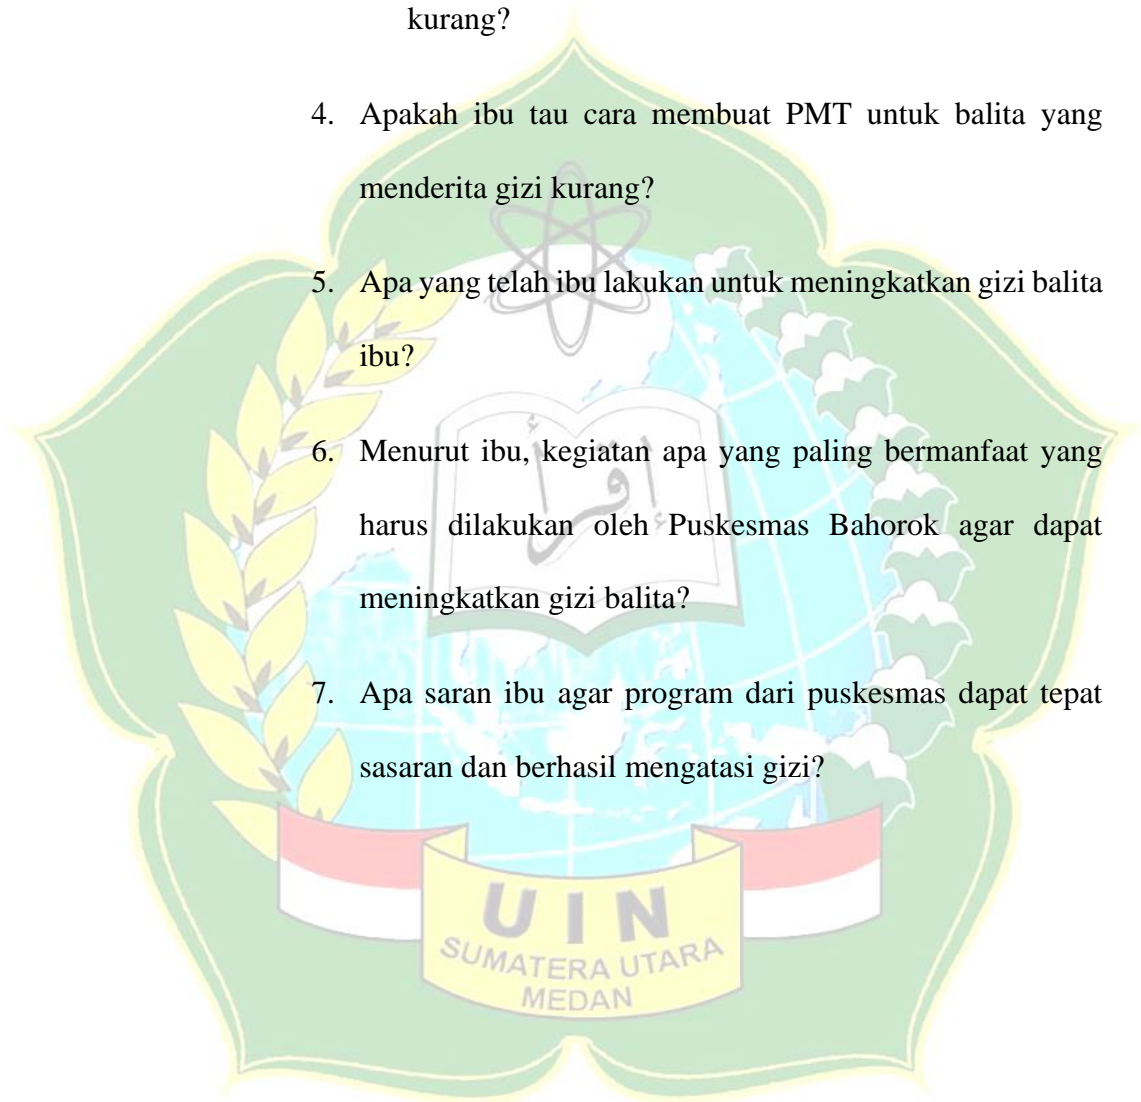 kurang?
4. Apakah ibu tau cara membuat PMT untuk balita yang
menderita gizi kurang?
5. Apa yang telah ibu lakukan untuk meningkatkan gizi balita
ibu?
6. Menurut ibu, kegiatan apa yang paling bermanfaat yang
harus dilakukan oleh Puskesmas Bahorok agar dapat
meningkatkan gizi balita?
7. Apa saran ibu agar program dari puskesmas dapat tepat
sasaran dan berhasil mengatasi gizi?
إقرأ
UIN
SUMATERA UTARA
MEDAN